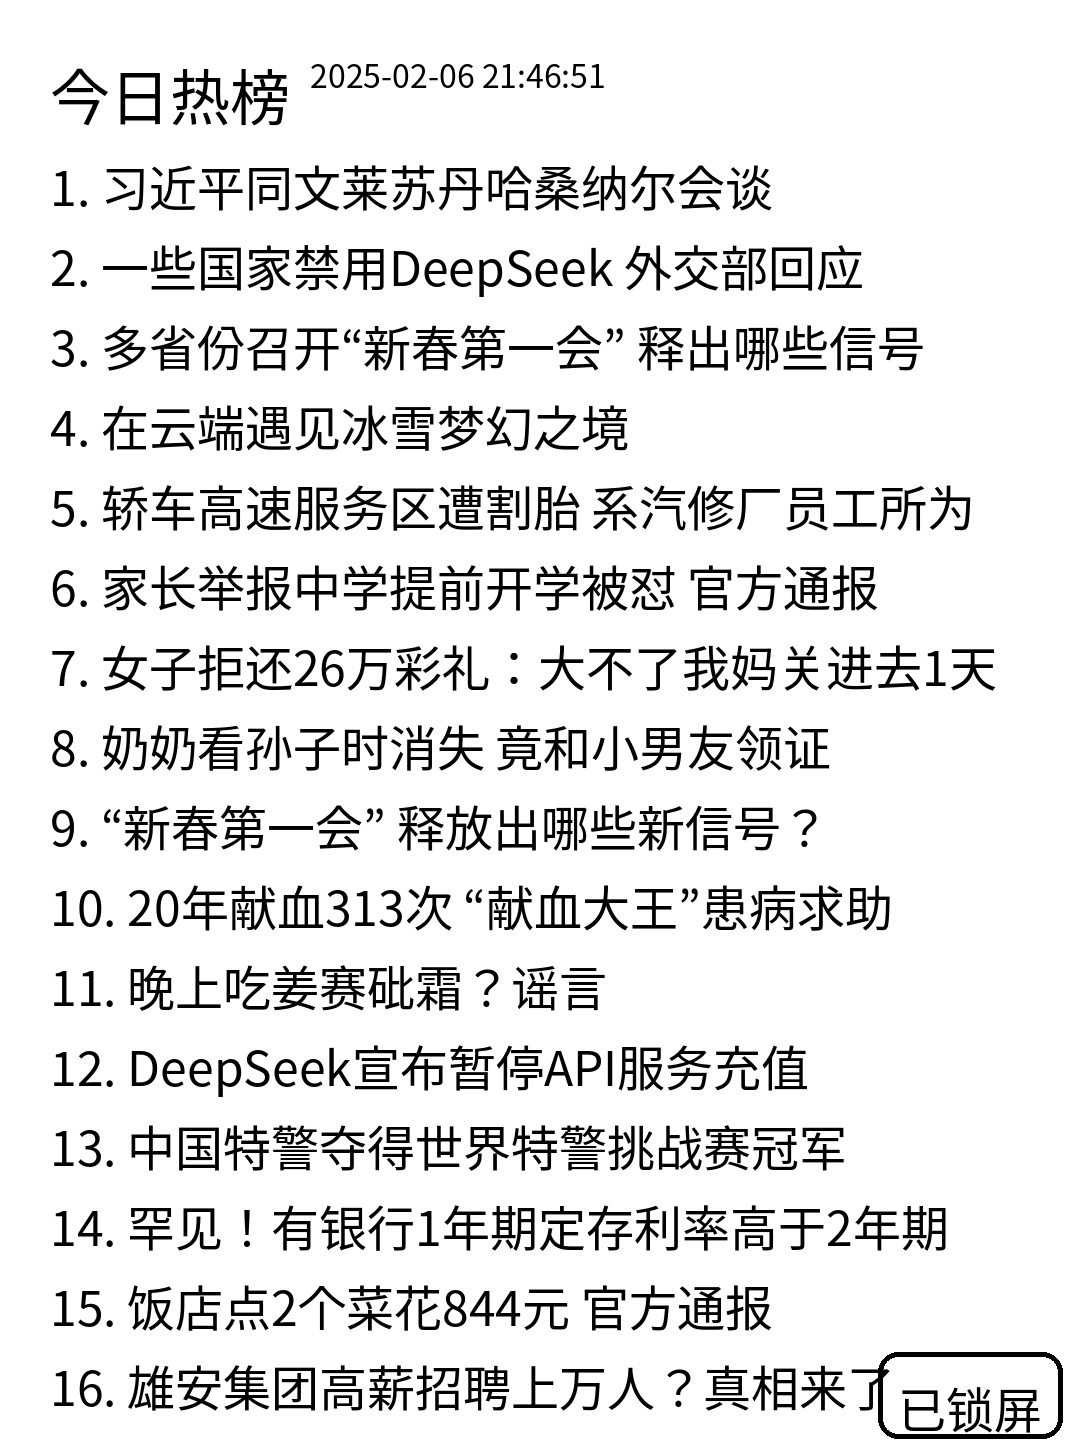 今日热榜 2025-02-06 21:46:51
1. 习近平同文莱苏丹哈桑纳尔会谈
2. 一些国家禁用DeepSeek 外交部回应
3. 多省份召开“新春第一会” 释出哪些信号
4. 在云端遇见冰雪梦幻之境
5. 轿车高速服务区遭割胎 系汽修厂员工所为
6. 家长举报中学提前开学被怼 官方通报
7. 女子拒还26万彩礼：大不了我妈关进去1天
8. 奶奶看孙子时消失 竟和小男友领证
9. “新春第一会” 释放出哪些新信号？
10. 20年献血313次 “献血大王”患病求助
11. 晚上吃姜赛砒霜？谣言
12. DeepSeek宣布暂停API服务充值
13. 中国特警夺得世界特警挑战赛冠军
14. 罕见！有银行1年期定存利率高于2年期
15. 饭店点2个菜花844元 官方通报
16. 雄安集团高薪招聘上万人？真相来了
已锁屏